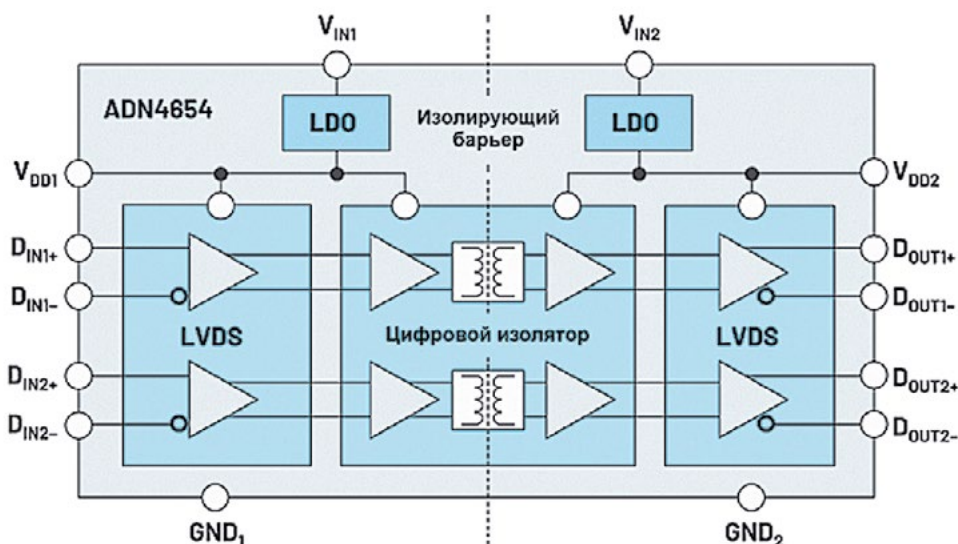 V_IN1
V_IN2
ADN4654
LDO
Изолирующий
барьер
LDO
V_DD1
V_DD2
D_IN1+
D_OUT1+
D_IN1–
D_OUT1–
LVDS
Цифровой изолятор
LVDS
D_IN2+
D_OUT2+
D_IN2–
D_OUT2–
GND_1
GND_2